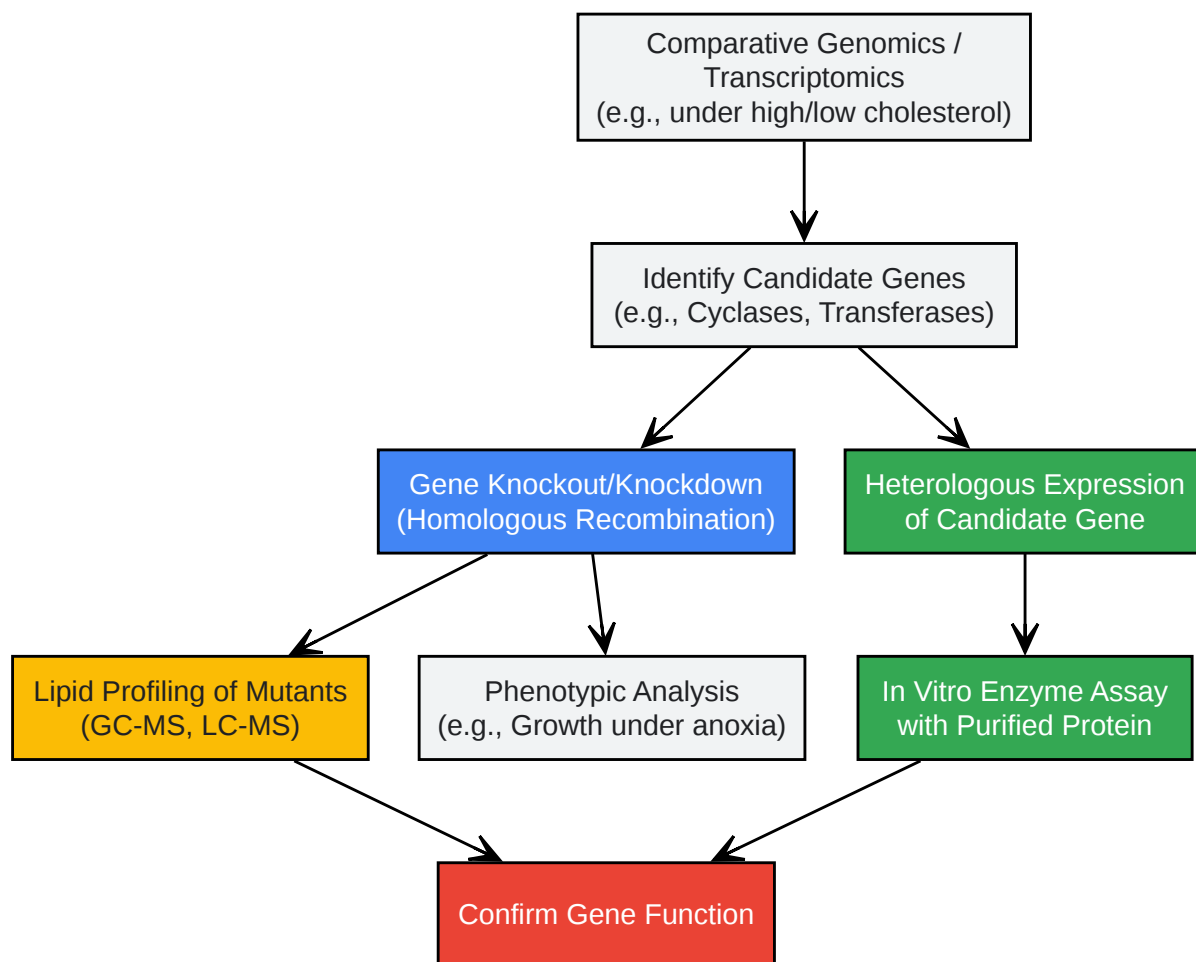 Comparative Genomics /
Transcriptomics
(e.g., under high/low cholesterol)
Identify Candidate Genes
(e.g., Cyclases, Transferases)
Gene Knockout/Knockdown
(Homologous Recombination)
Heterologous Expression
of Candidate Gene
Lipid Profiling of Mutants
(GC-MS, LC-MS)
Phenotypic Analysis
(e.g., Growth under anoxia)
In Vitro Enzyme Assay
with Purified Protein
Confirm Gene Function